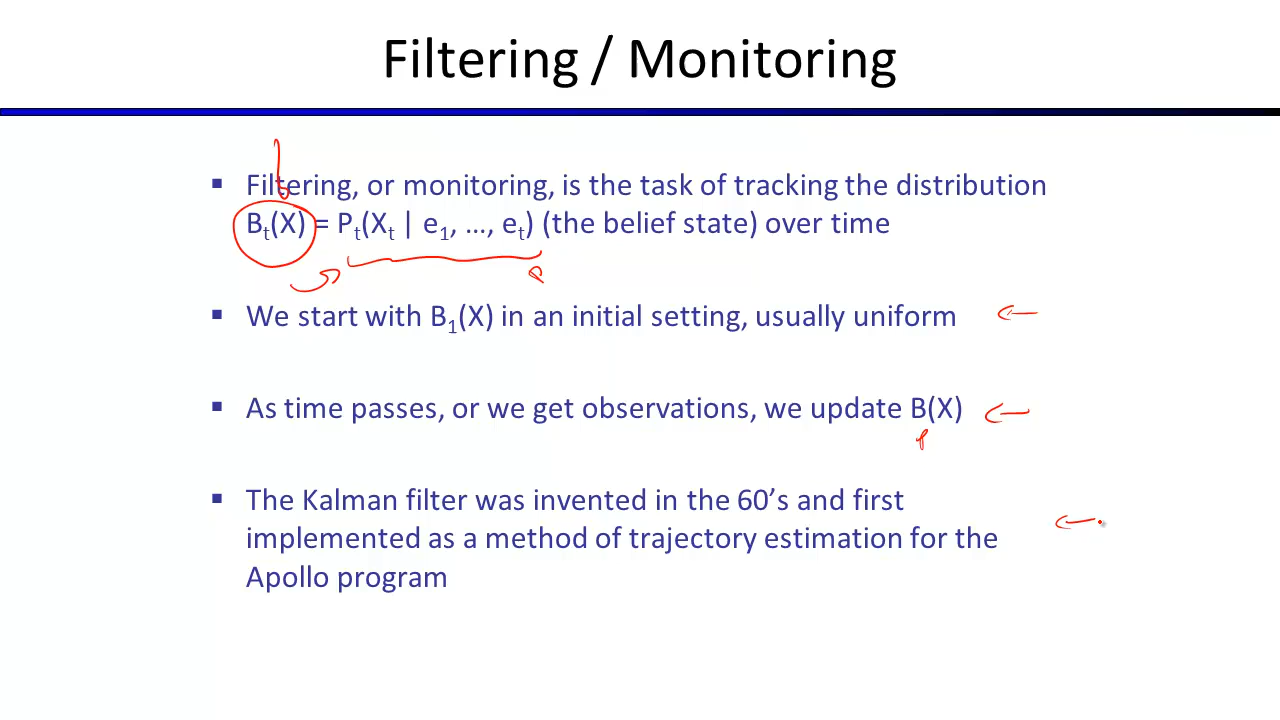 Filtering / Monitoring
▪ Filtering, or monitoring, is the task of tracking the distribution
Bt(X) = Pt(Xt | e1, …, et) (the belief state) over time
▪ We start with B1(X) in an initial setting, usually uniform
▪ As time passes, or we get observations, we update B(X)
▪ The Kalman filter was invented in the 60’s and first
implemented as a method of trajectory estimation for the
Apollo program